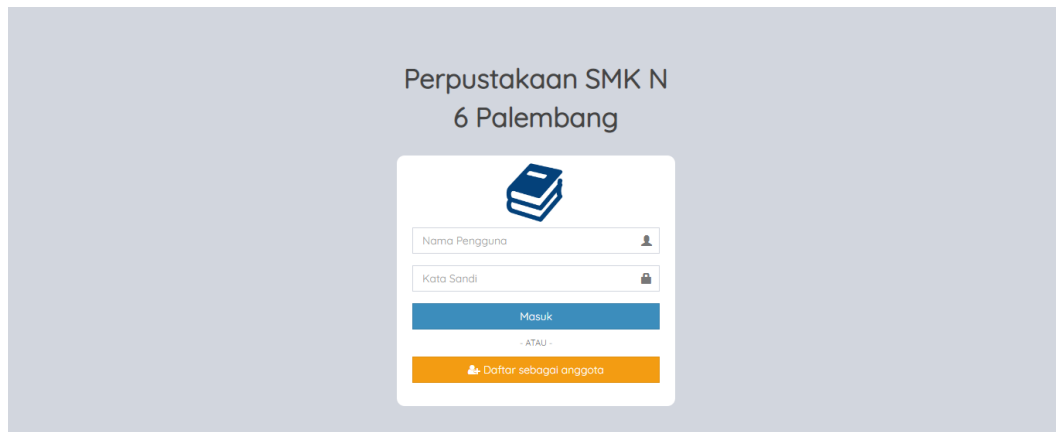 Perpustakaan SMK N
6 Palembang
Nama Pengguna
Kata Sandi
Masuk
- ATAU -
Daftar sebagai anggota